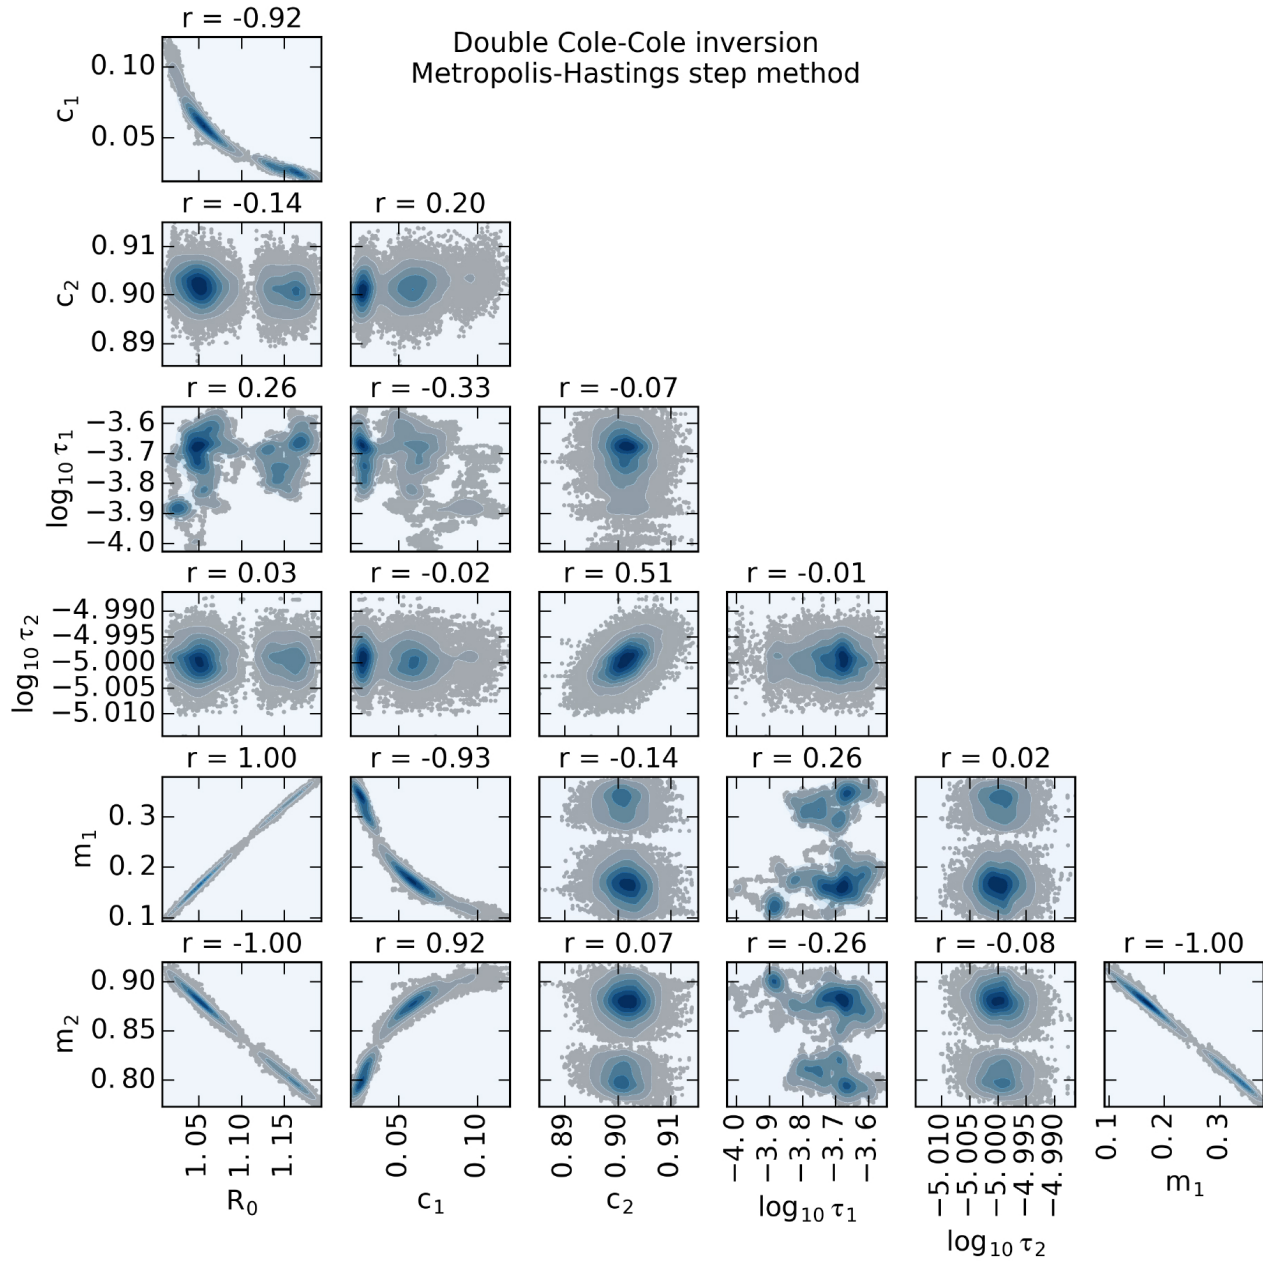 Double Cole-Cole inversion
Metropolis-Hastings step method
r = -0.92
c1
0.10
0.05
r = -0.14
r = 0.20
c2
0.91
0.90
0.89
r = 0.26
r = -0.33
r = -0.07
log10 τ1
−3.6
−3.7
−3.8
−3.9
−4.0
r = 0.03
r = -0.02
r = 0.51
r = -0.01
log10 τ2
−4.990
−4.995
−5.000
−5.005
−5.010
r = 1.00
r = -0.93
r = -0.14
r = 0.26
r = 0.02
m1
0.3
0.2
0.1
r = -1.00
r = 0.92
r = 0.07
r = -0.26
r = -0.08
r = -1.00
m2
0.90
0.85
0.80
1.05 1.10 1.15
0.05 0.10
0.89 0.90 0.91
−4.0 −3.9 −3.8 −3.7 −3.6
−5.010 −5.005 −5.000 −4.995 −4.990
0.1 0.2 0.3
R0
c1
c2
log10 τ1
log10 τ2
m1